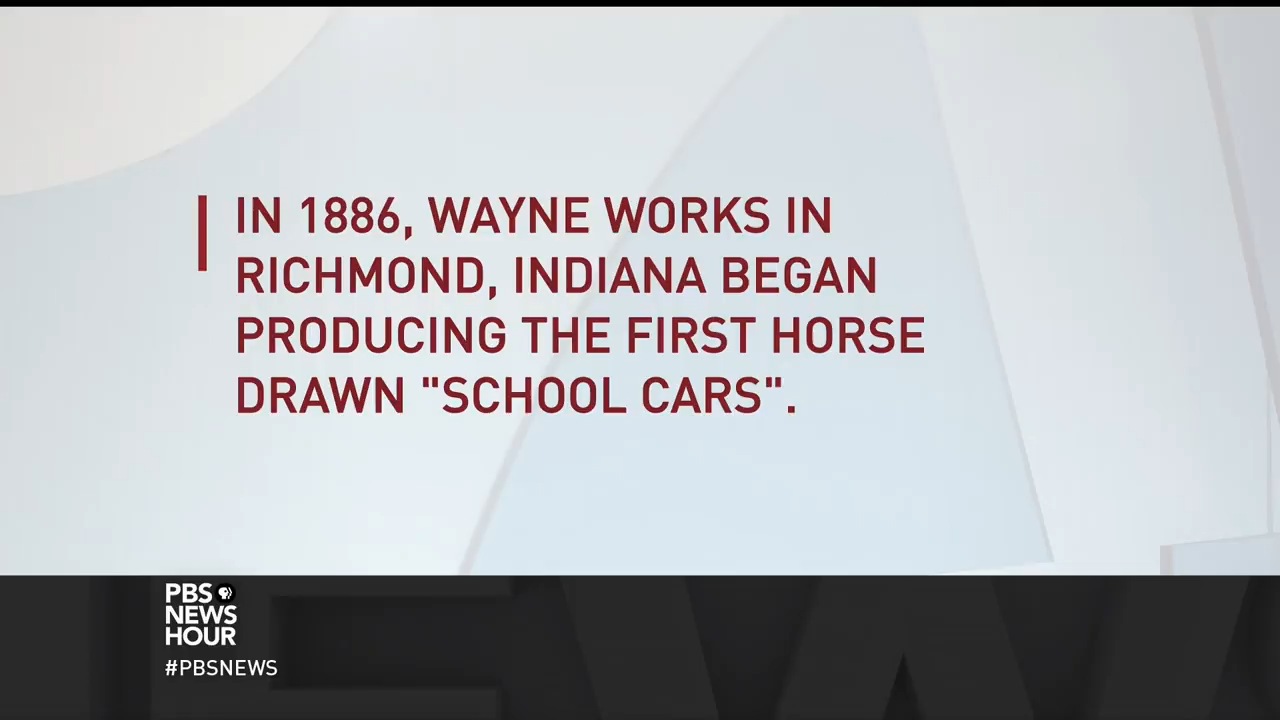 IN 1886, WAYNE WORKS IN
RICHMOND, INDIANA BEGAN
PRODUCING THE FIRST HORSE
DRAWN "SCHOOL CARS".
PBS
NEWS
HOUR
#PBSNEWS